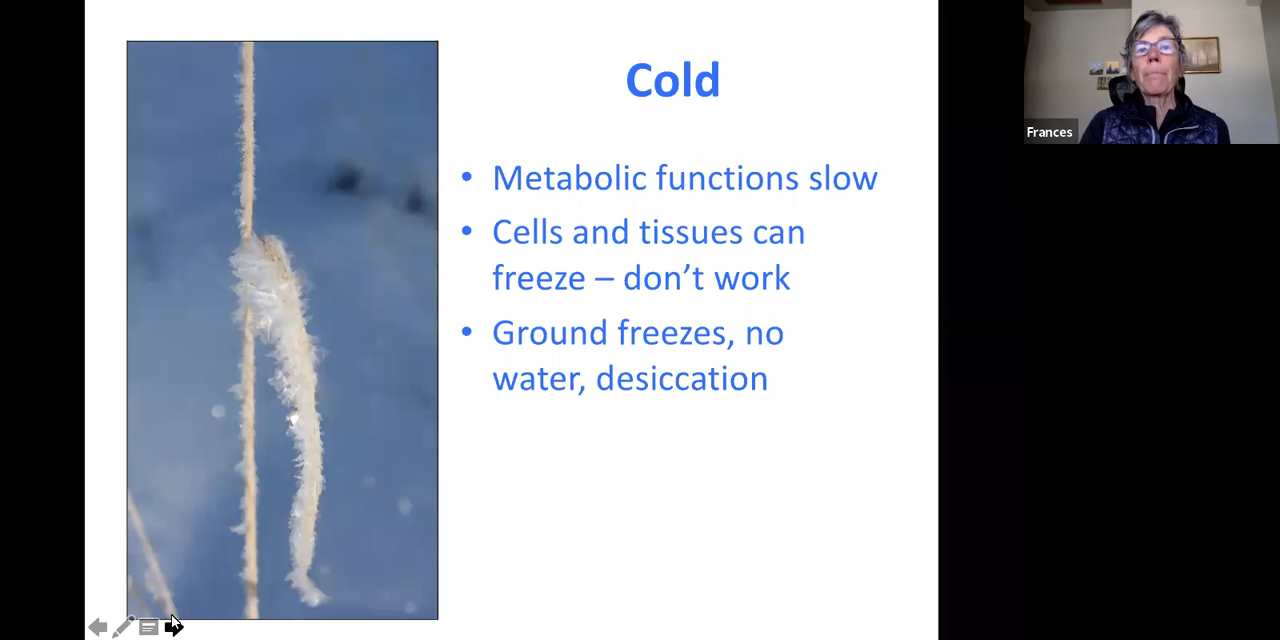 Cold
• Metabolic functions slow
• Cells and tissues can
freeze – don't work
• Ground freezes, no
water, desiccation
Frances